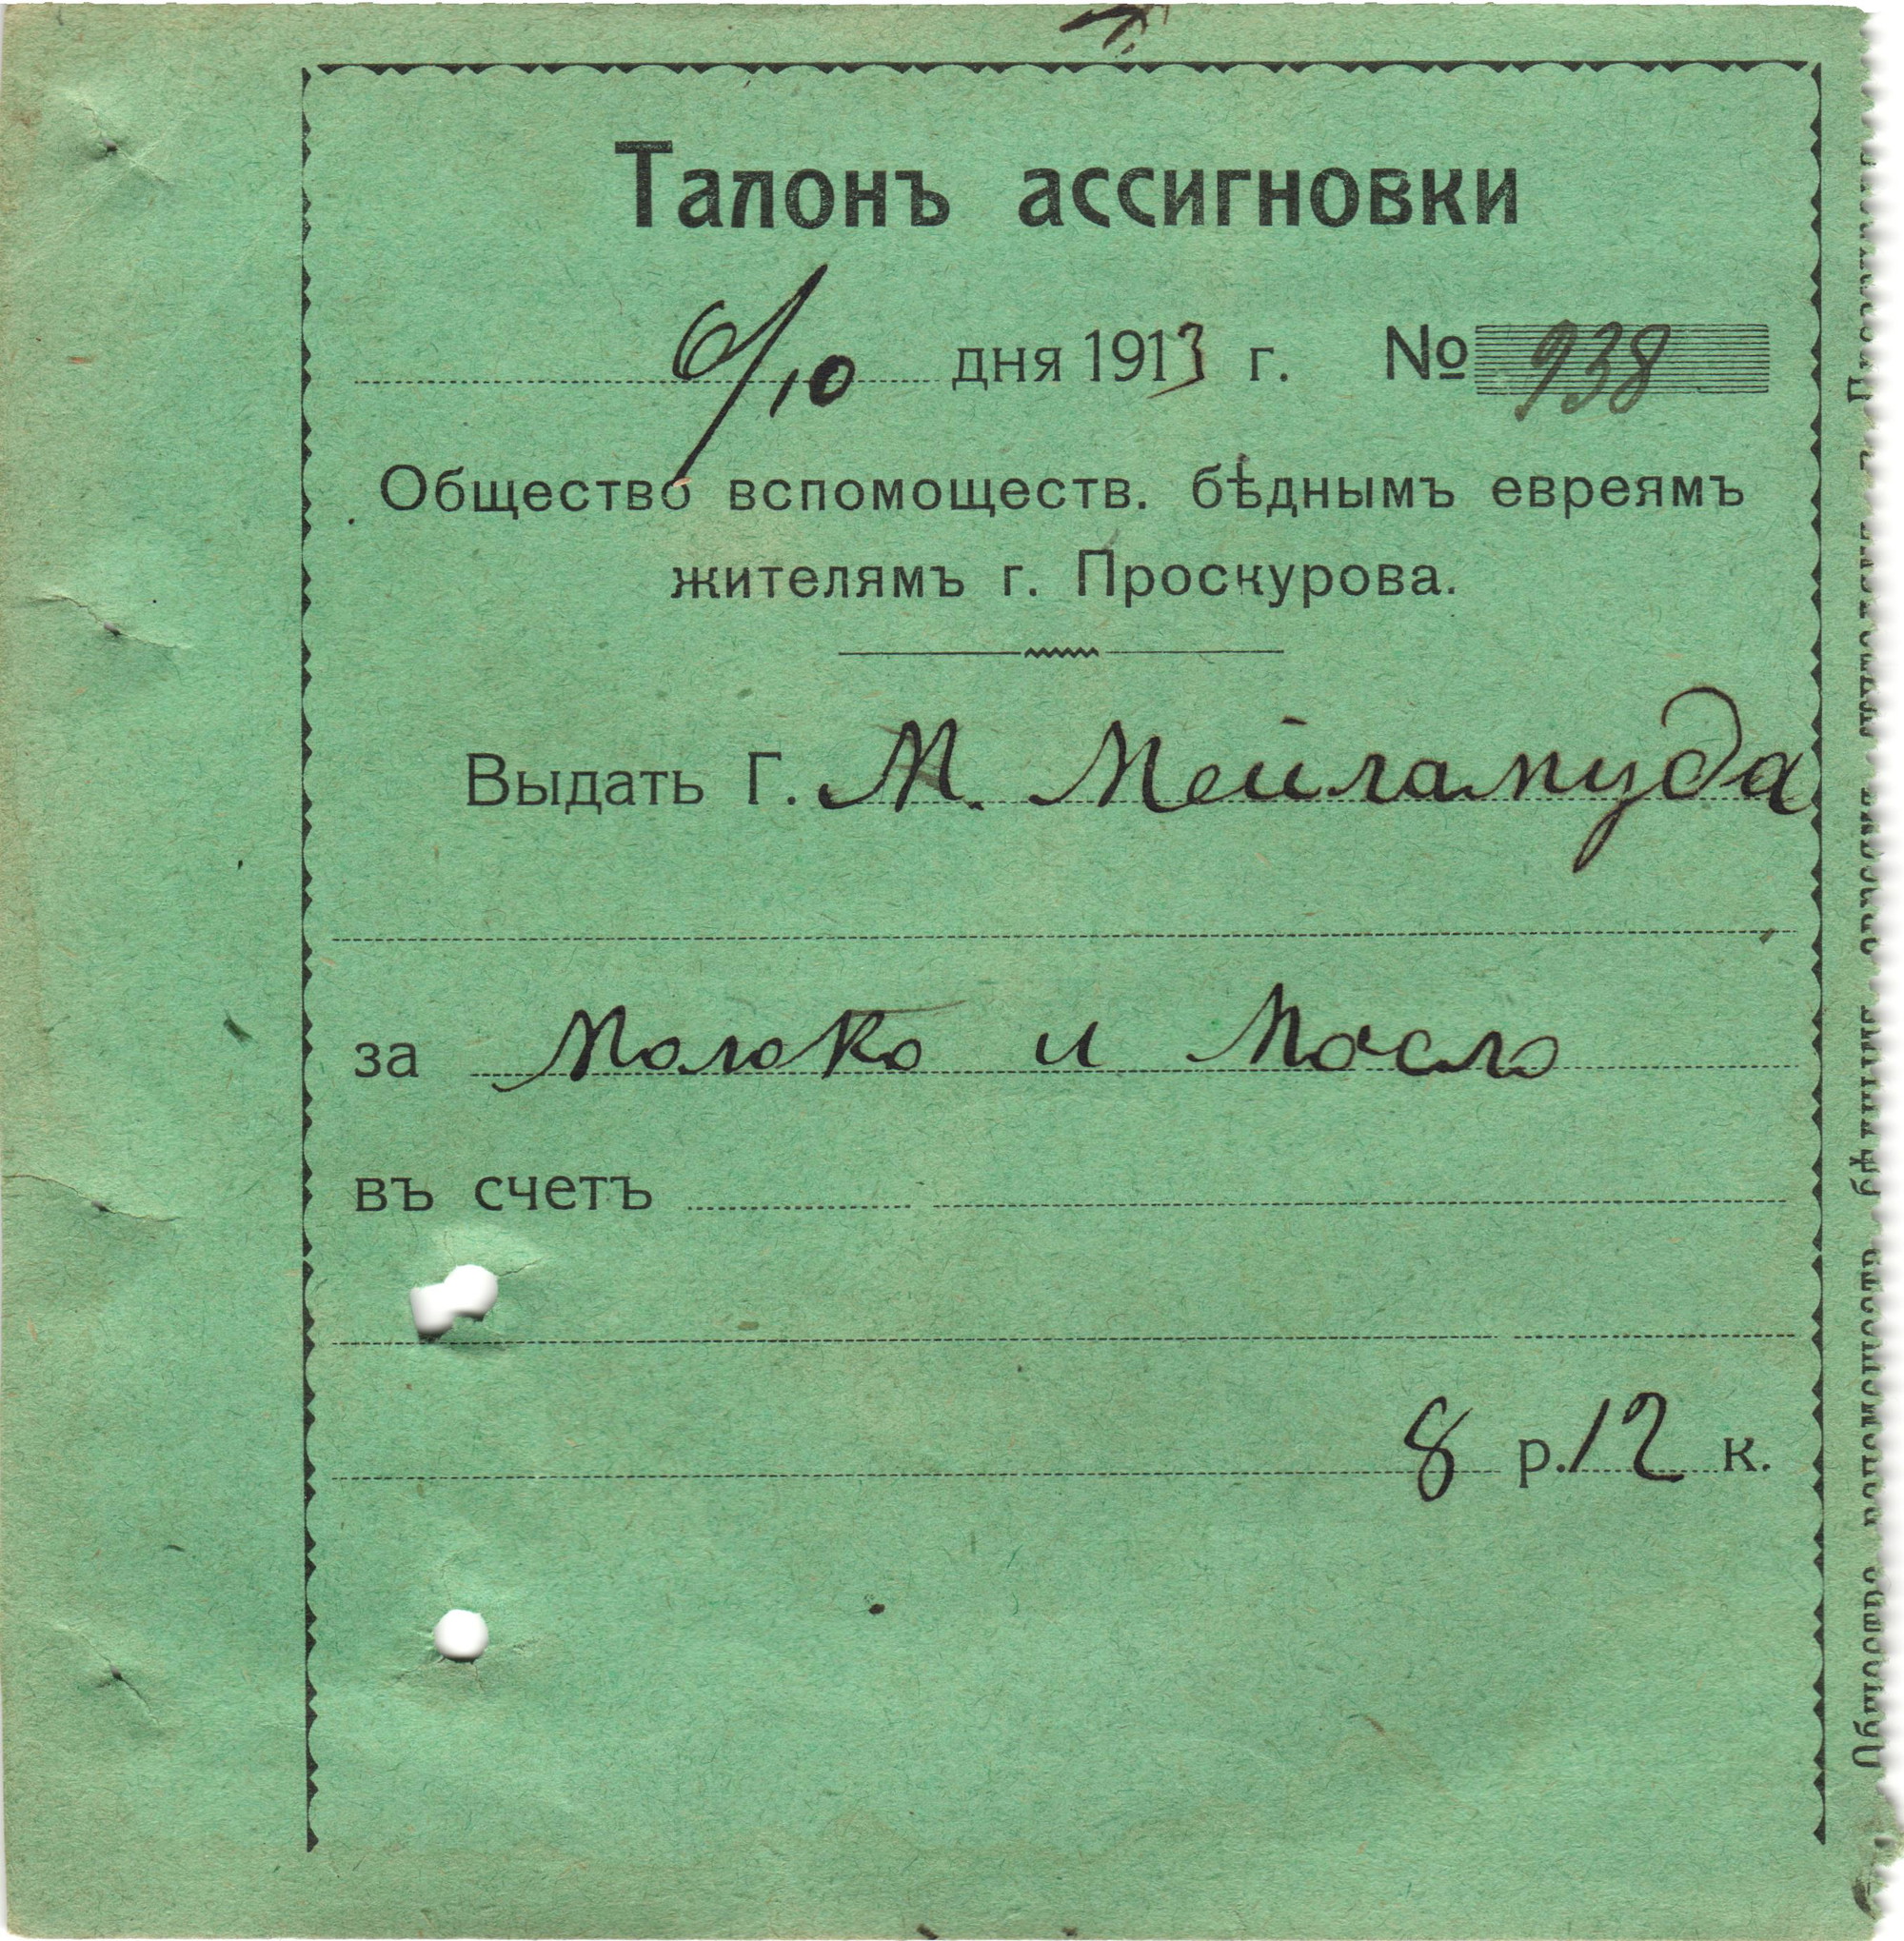 Талонъ ассигновки
6/10 дня 1913 г. № 938
Общество вспомоществ. бѣднымъ евреямъ
жителямъ г. Проскурова.
Выдать Г. М. Мейламуда
за Молоко и Масло
въ счетъ
8 р. 12 к.